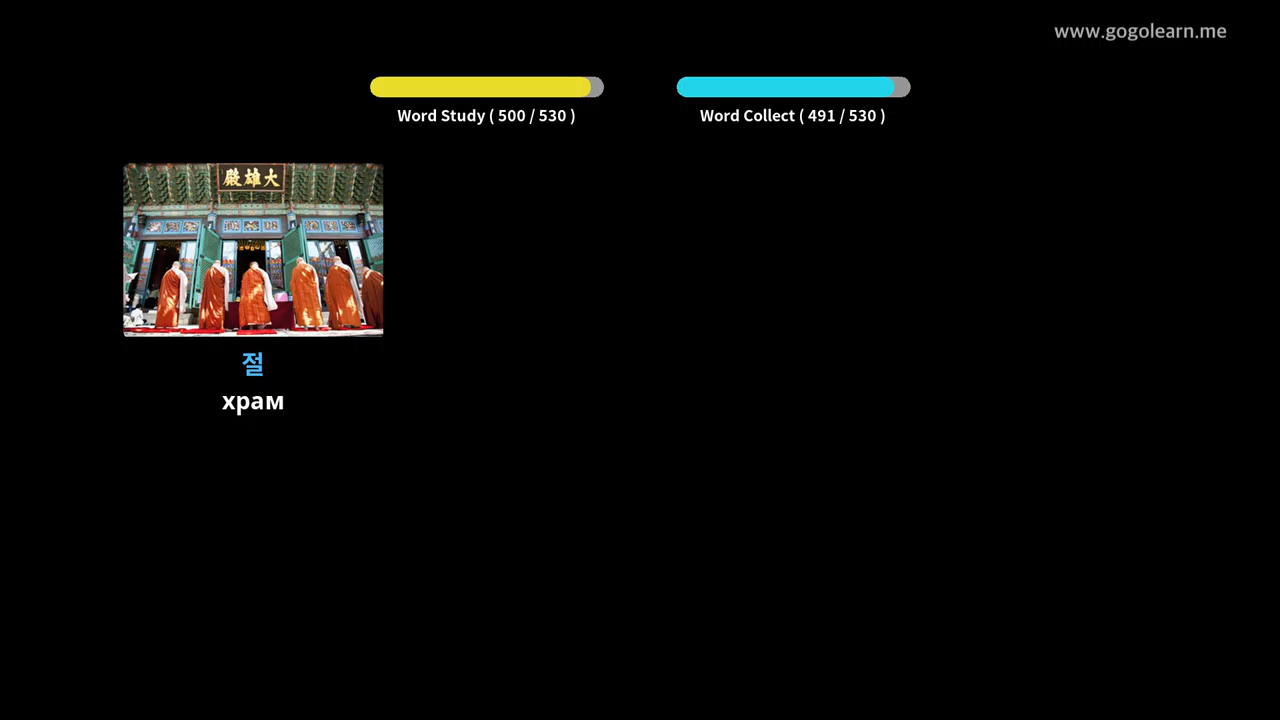 www.gogolearn.me
Word Study ( 500 / 530 )
Word Collect ( 491 / 530 )
殿雄大
절
храм